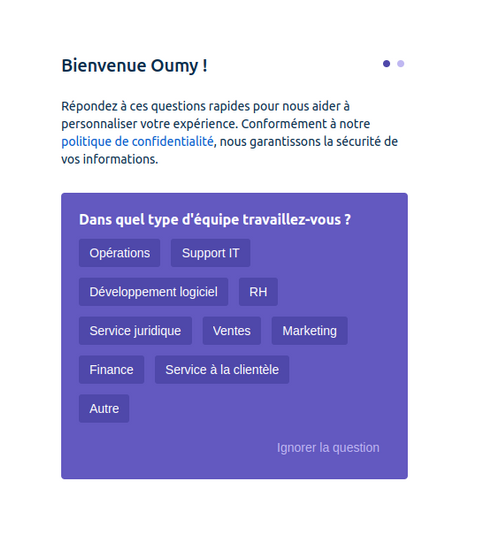 Bienvenue Oumy !
Répondez à ces questions rapides pour nous aider à
personnaliser votre expérience. Conformément à notre
politique de confidentialité, nous garantissons la sécurité de
vos informations.
Dans quel type d'équipe travaillez-vous ?
Opérations Support IT
Développement logiciel RH
Service juridique Ventes Marketing
Finance Service à la clientèle
Autre
Ignorer la question